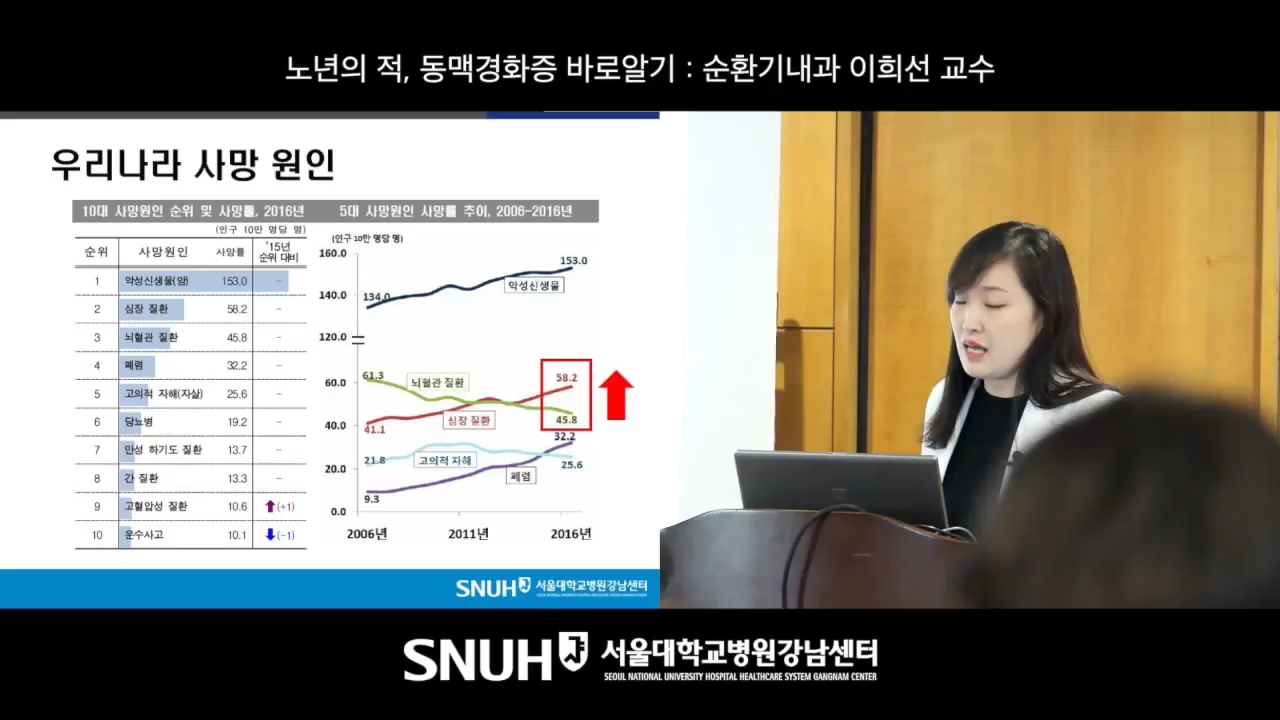 노년의 적, 동맥경화증 바로알기 : 순환기내과 이희선 교수
우리나라 사망 원인
10대 사망원인 순위 및 사망률, 2016년
(인구 10만 명당 명)
순위 사망원인 사망률 '15년 순위 대비
1 악성신생물(암) 153.0 -
2 심장 질환 58.2 -
3 뇌혈관 질환 45.8 -
4 폐렴 32.2 -
5 고의적 자해(자살) 25.6 -
6 당뇨병 19.2 -
7 만성 하기도 질환 13.7 -
8 간 질환 13.3 -
9 고혈압성 질환 10.6 (+1)
10 운수사고 10.1 (-1)
5대 사망원인 사망률 추이, 2006-2016년
(인구 10만 명당 명)
160.0
153.0
악성신생물
140.0
134.0
120.0
60.0
61.3
뇌혈관 질환
58.2
40.0
41.1
심장 질환
45.8
32.2
20.0
21.8
고의적 자해
25.6
폐렴
9.3
0.0
2006년 2011년 2016년
SNUH 서울대학교병원강남센터
SNUH 서울대학교병원강남센터
SEOUL NATIONAL UNIVERSITY HOSPITAL HEALTHCARE SYSTEM GANGNAM CENTER